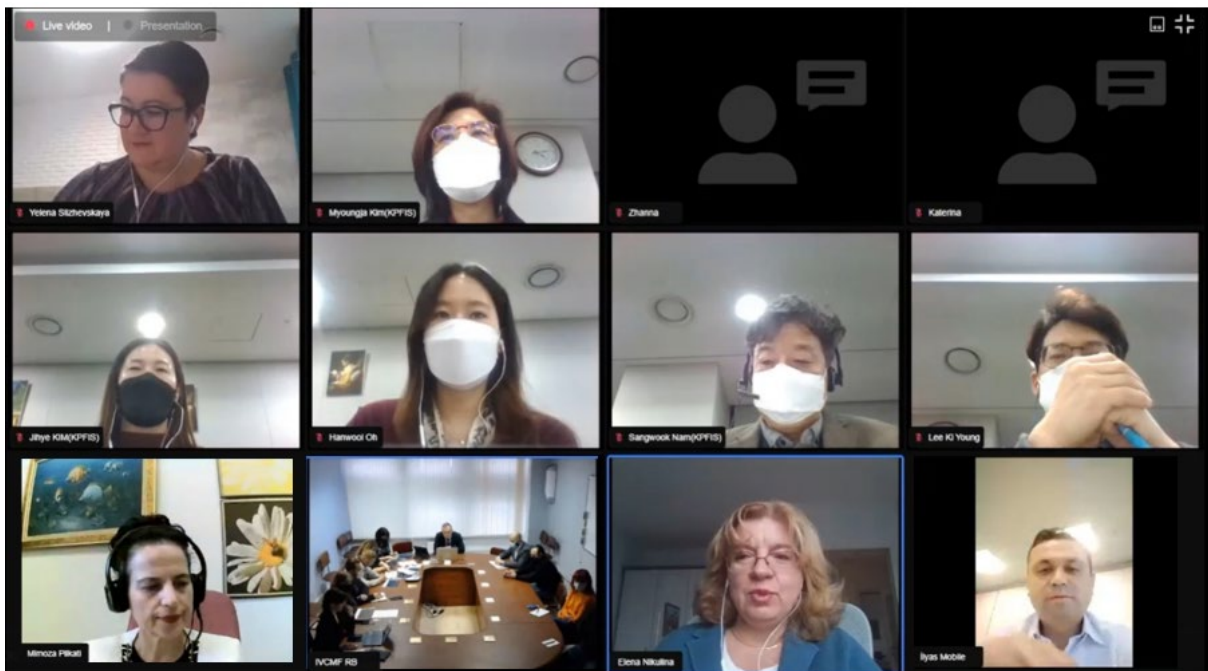 Live video | Presentation
Yelena Slizhevskaya
Myoungja Kim(KPFIS)
Zhanna
Katerina
Jihye KIM(KPFIS)
Hanwool Oh
Sangwook Nam(KPFIS)
Lee Ki Young
Mimoza Pilkati
IVCMF RB
Elena Nikulina
İlyas Mobile